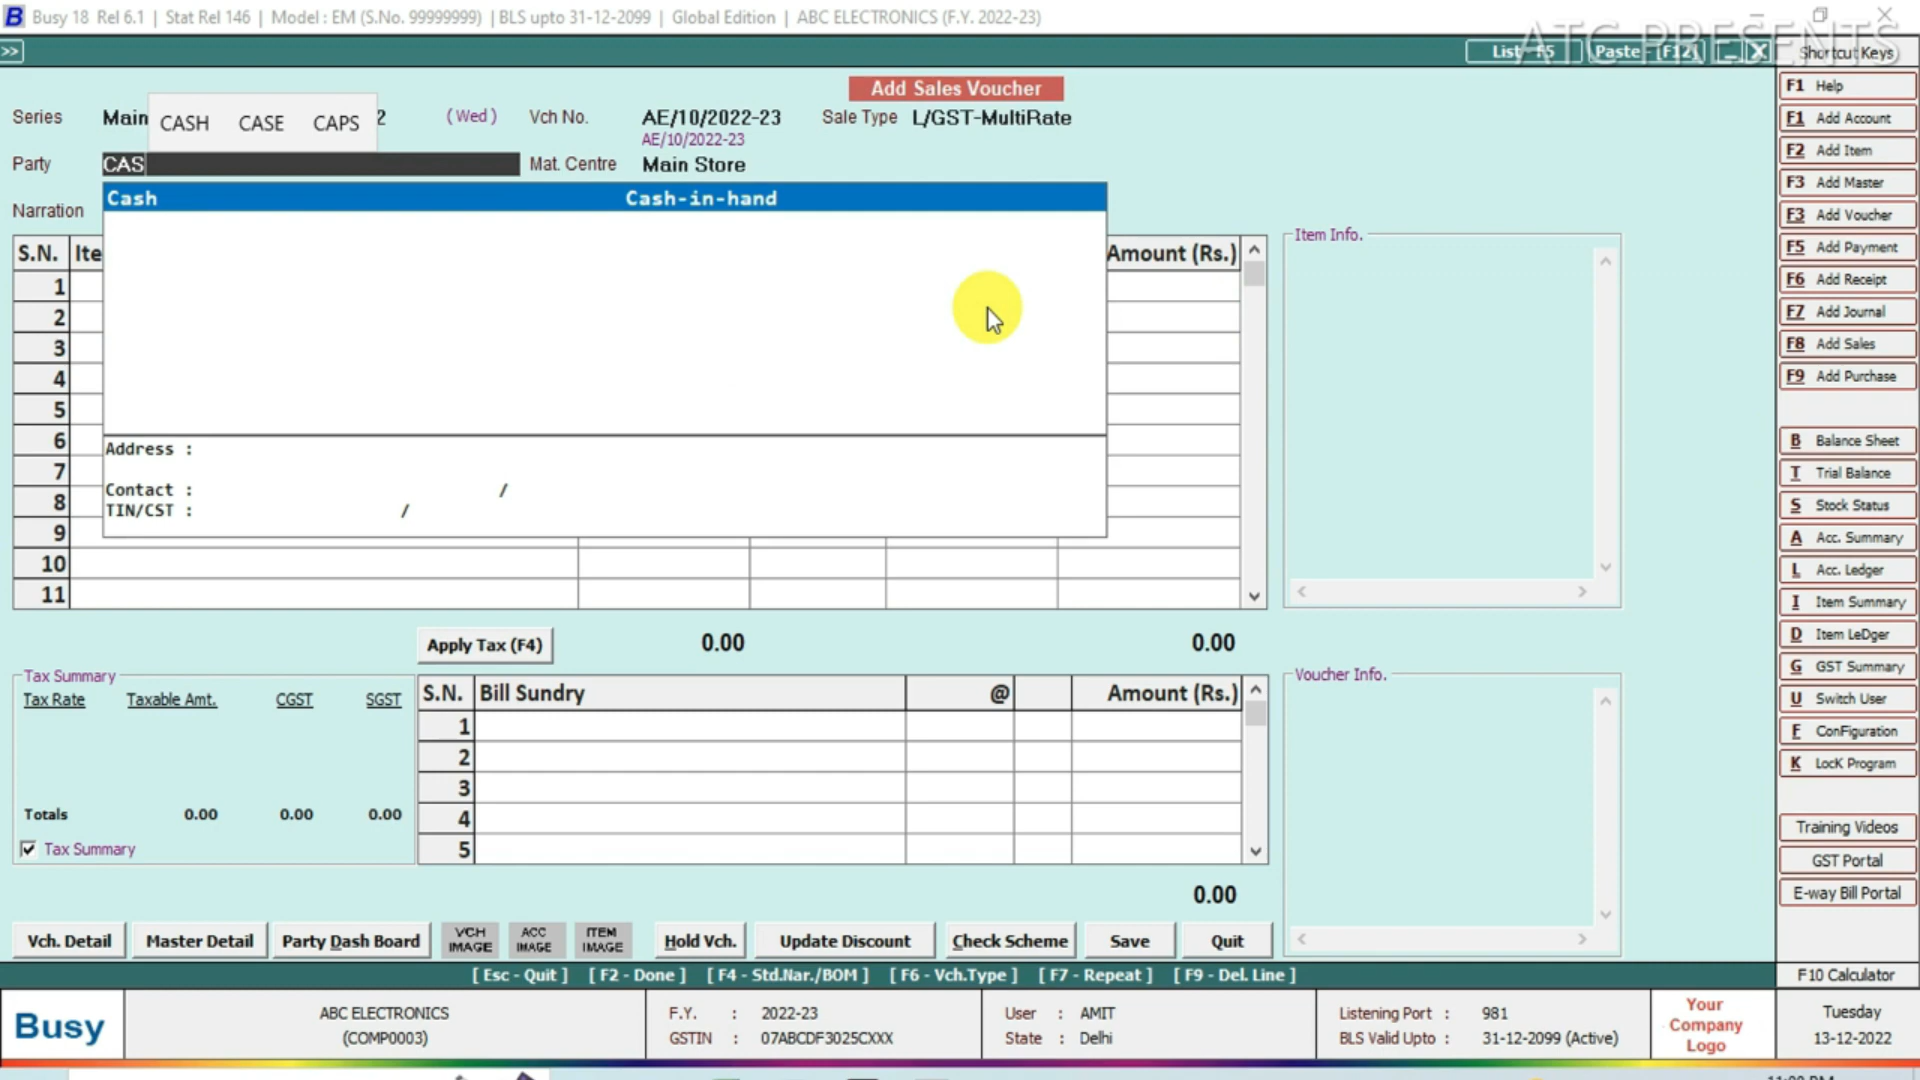 Busy 18 Rel 6.1 | Stat Rel 146 | Model : EM (S.No. 99999999) | BLS upto 31-12-2099 | Global Edition | ABC ELECTRONICS (F.Y. 2022-23)
ATC PRESENTS
>> List - F5 Paste - [F12] Shortcut Keys
Add Sales Voucher
Series Main 2 (Wed) Vch No. AE/10/2022-23 Sale Type L/GST-MultiRate
CASH CASE CAPS
AE/10/2022-23
Party CAS Mat. Centre Main Store
Cash Cash-in-hand
Narration
S.N. Ite Amount (Rs.)
1
2
3
4
5
6
7
8
9
10
11
Address :
Contact : /
TIN/CST : /
Item Info.
Apply Tax (F4) 0.00 0.00
Tax Summary
Tax Rate Taxable Amt. CGST SGST
Totals 0.00 0.00 0.00
Tax Summary
S.N. Bill Sundry @ Amount (Rs.)
1
2
3
4
5
0.00
Voucher Info.
Vch. Detail Master Detail Party Dash Board VCH IMAGE ACC IMAGE ITEM IMAGE Hold Vch. Update Discount Check Scheme Save Quit
[ Esc - Quit ] [ F2 - Done ] [ F4 - Std.Nar./BOM ] [ F6 - Vch.Type ] [ F7 - Repeat ] [ F9 - Del. Line ]
F1 Help
F1 Add Account
F2 Add Item
F3 Add Master
F3 Add Voucher
F5 Add Payment
F6 Add Receipt
F7 Add Journal
F8 Add Sales
F9 Add Purchase
B Balance Sheet
T Trial Balance
S Stock Status
A Acc. Summary
L Acc. Ledger
I Item Summary
D Item LeDger
G GST Summary
U Switch User
F ConFiguration
K LocK Program
Training Videos
GST Portal
E-way Bill Portal
F10 Calculator
Busy
ABC ELECTRONICS
(COMP0003)
F.Y. : 2022-23
GSTIN : 07ABCDF3025CXXX
User : AMIT
State : Delhi
Listening Port : 981
BLS Valid Upto : 31-12-2099 (Active)
Your
Company
Logo
Tuesday
13-12-2022